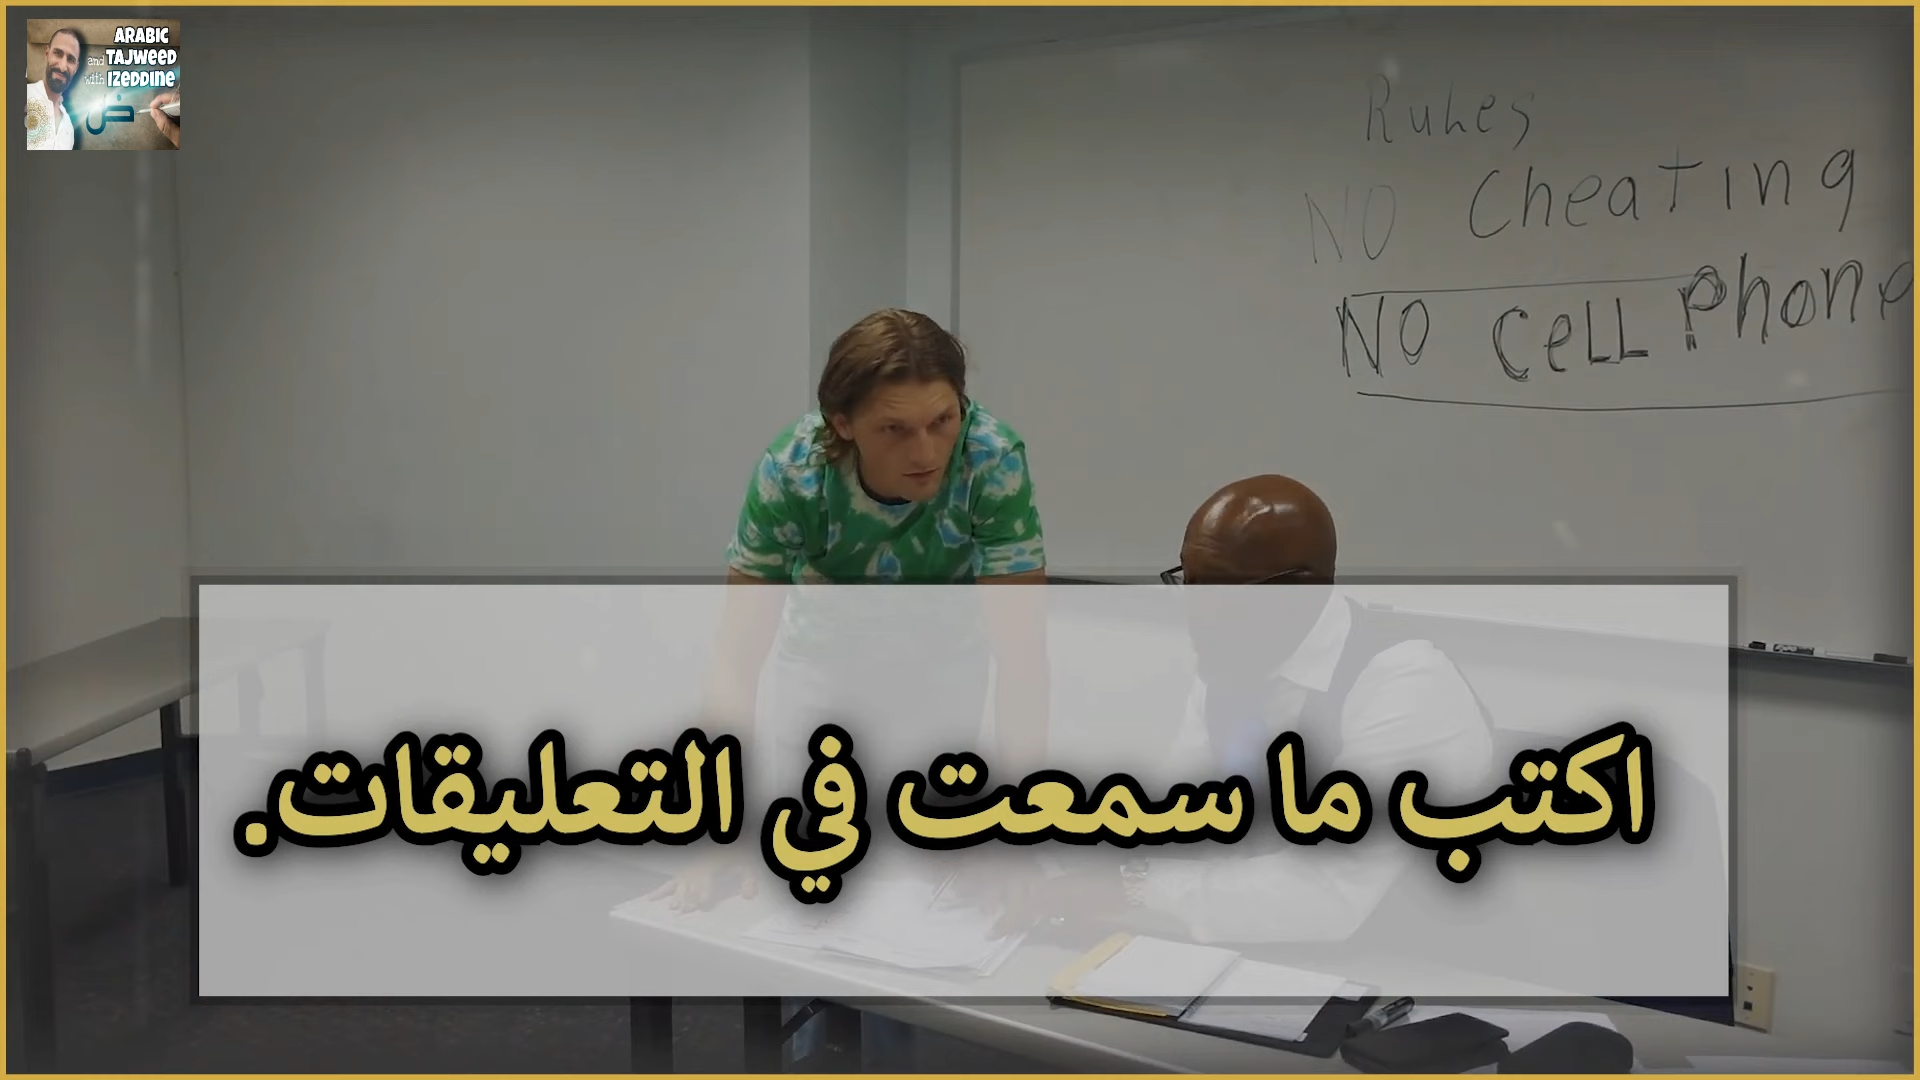 ARABIC
and TAJWEED
with IZEDDINE
ض
Rules
NO Cheating
NO Cell Phone
اكتب ما سمعت في التعليقات.